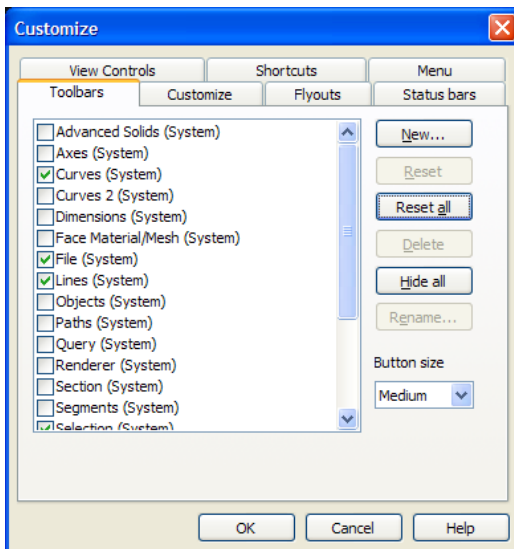 Customize
View Controls Shortcuts Menu
Toolbars Customize Flyouts Status bars
Advanced Solids (System)
Axes (System)
Curves (System)
Curves 2 (System)
Dimensions (System)
Face Material/Mesh (System)
File (System)
Lines (System)
Objects (System)
Paths (System)
Query (System)
Renderer (System)
Section (System)
Segments (System)
Selection (System)
New...
Reset
Reset all
Delete
Hide all
Rename...
Button size
Medium
OK Cancel Help